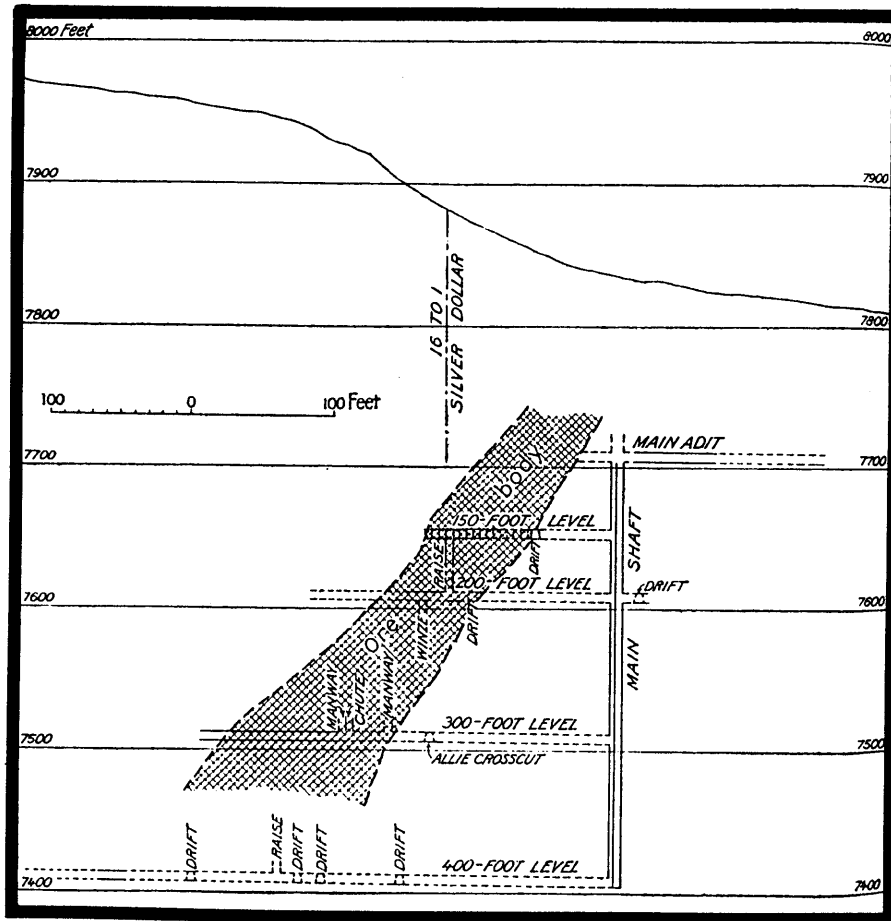 8000 Feet
8000
7900
7900
16 TO 1
SILVER DOLLAR
7800
7800
100 0 100 Feet
MAIN ADIT
7700
7700
body
150-FOOT LEVEL
RAISE
DRIFT
SHAFT
200-FOOT LEVEL
DRIFT
7600
7600
ore
WINZE
DRIFT
MAIN
MANWAY
CHUTE
MANWAY
300-FOOT LEVEL
7500
7500
ALLIE CROSSCUT
DRIFT
RAISE
DRIFT
DRIFT
DRIFT
400-FOOT LEVEL
7400
7400